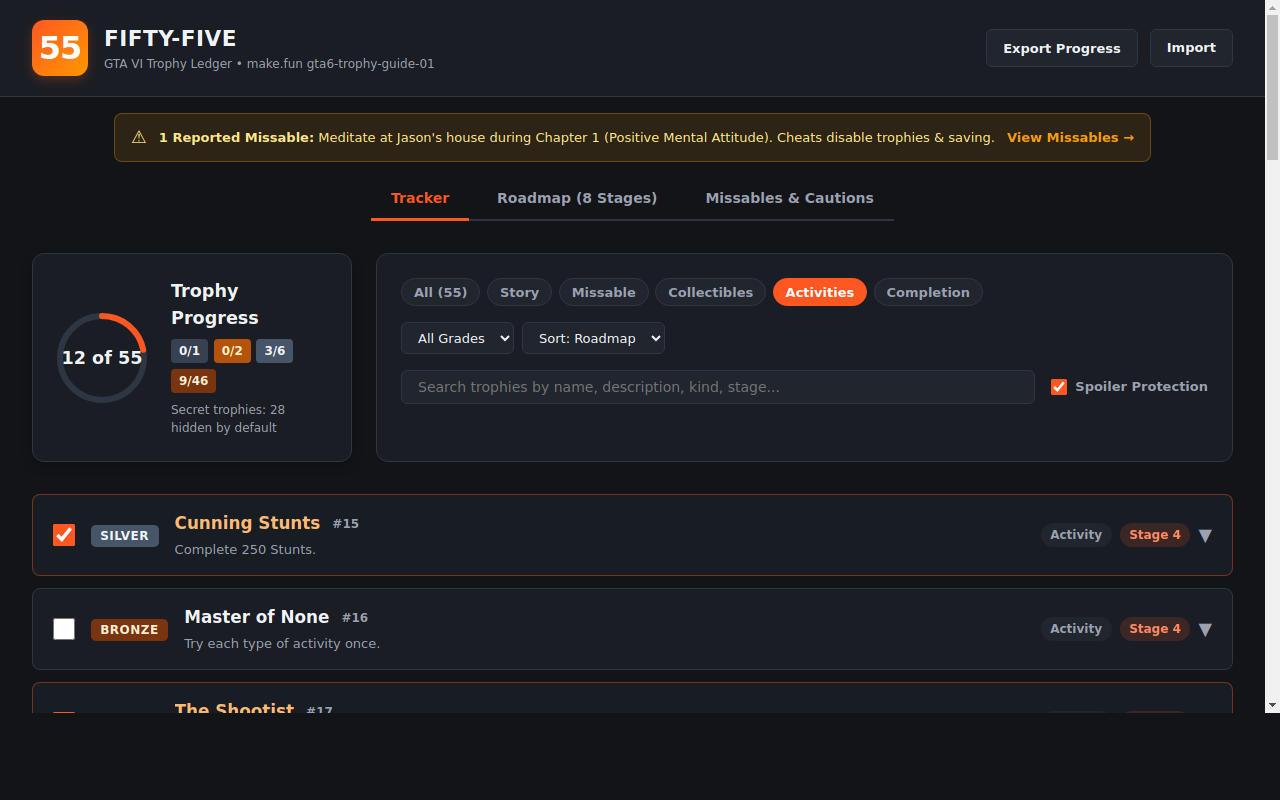 55
FIFTY-FIVE
GTA VI Trophy Ledger • make.fun gta6-trophy-guide-01
Export Progress
Import
⚠ 1 Reported Missable: Meditate at Jason's house during Chapter 1 (Positive Mental Attitude). Cheats disable trophies & saving. View Missables →
Tracker
Roadmap (8 Stages)
Missables & Cautions
12 of 55
Trophy
Progress
0/1 0/2 3/6
9/46
Secret trophies: 28
hidden by default
All (55) Story Missable Collectibles Activities Completion
All Grades Sort: Roadmap
Search trophies by name, description, kind, stage...
Spoiler Protection
SILVER
Cunning Stunts #15
Complete 250 Stunts.
Activity Stage 4 ▼
BRONZE
Master of None #16
Try each type of activity once.
Activity Stage 4 ▼
The Shootist #17